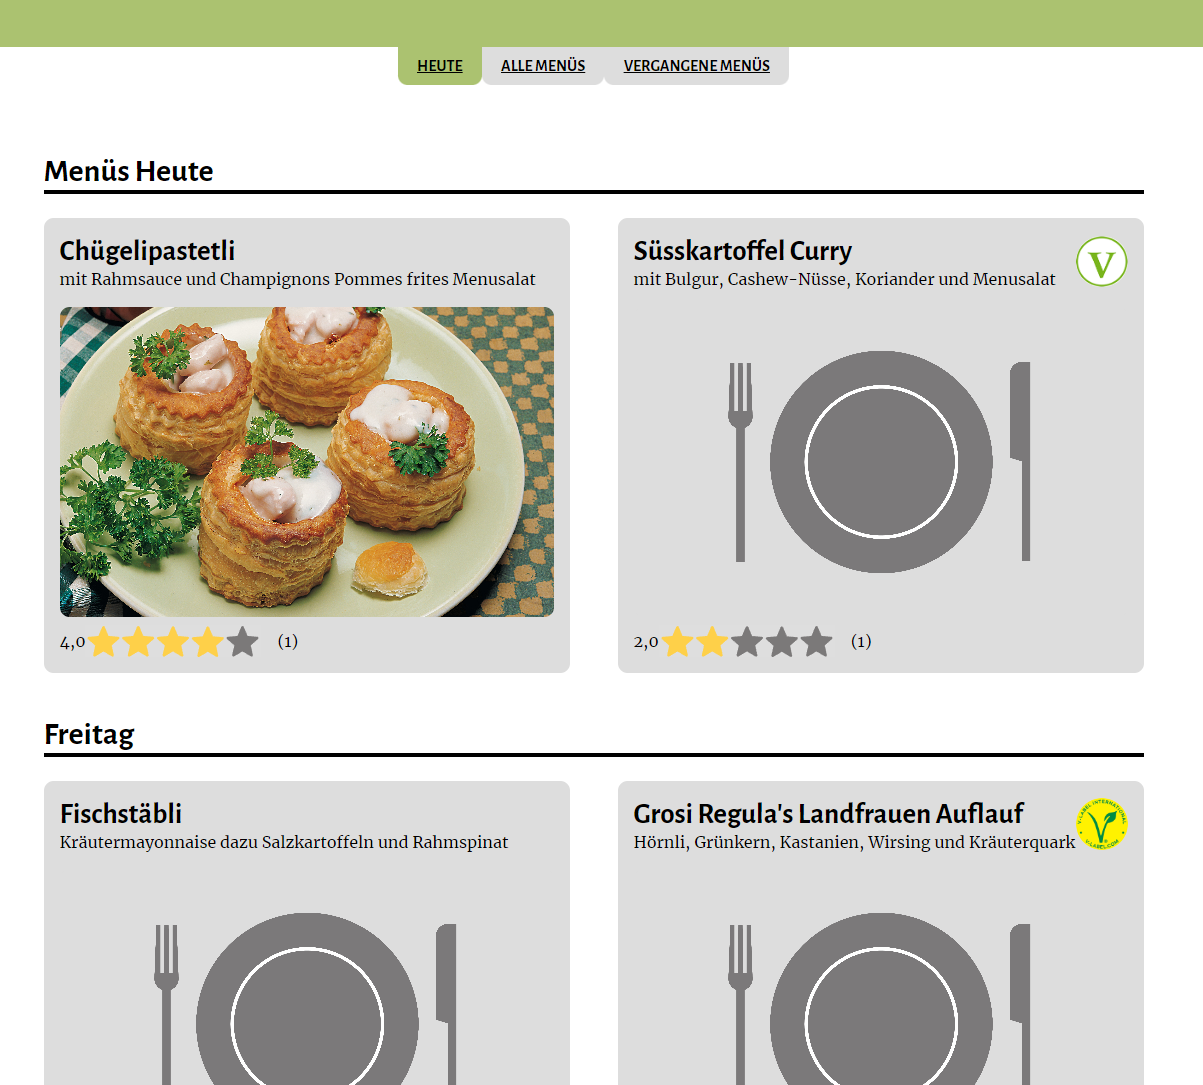 HEUTE
ALLE MENÜS
VERGANGENE MENÜS
Menüs Heute
Chügelipastetli
mit Rahmsauce und Champignons Pommes frites Menusalat
4,0
(1)
Süsskartoffel Curry
mit Bulgur, Cashew-Nüsse, Koriander und Menusalat
V
2,0
(1)
Freitag
Fischstäbli
Kräutermayonnaise dazu Salzkartoffeln und Rahmspinat
Grosi Regula's Landfrauen Auflauf
Hörnli, Grünkern, Kastanien, Wirsing und Kräuterquark
V-LABEL INTERNATIONAL
V-LABEL.COM